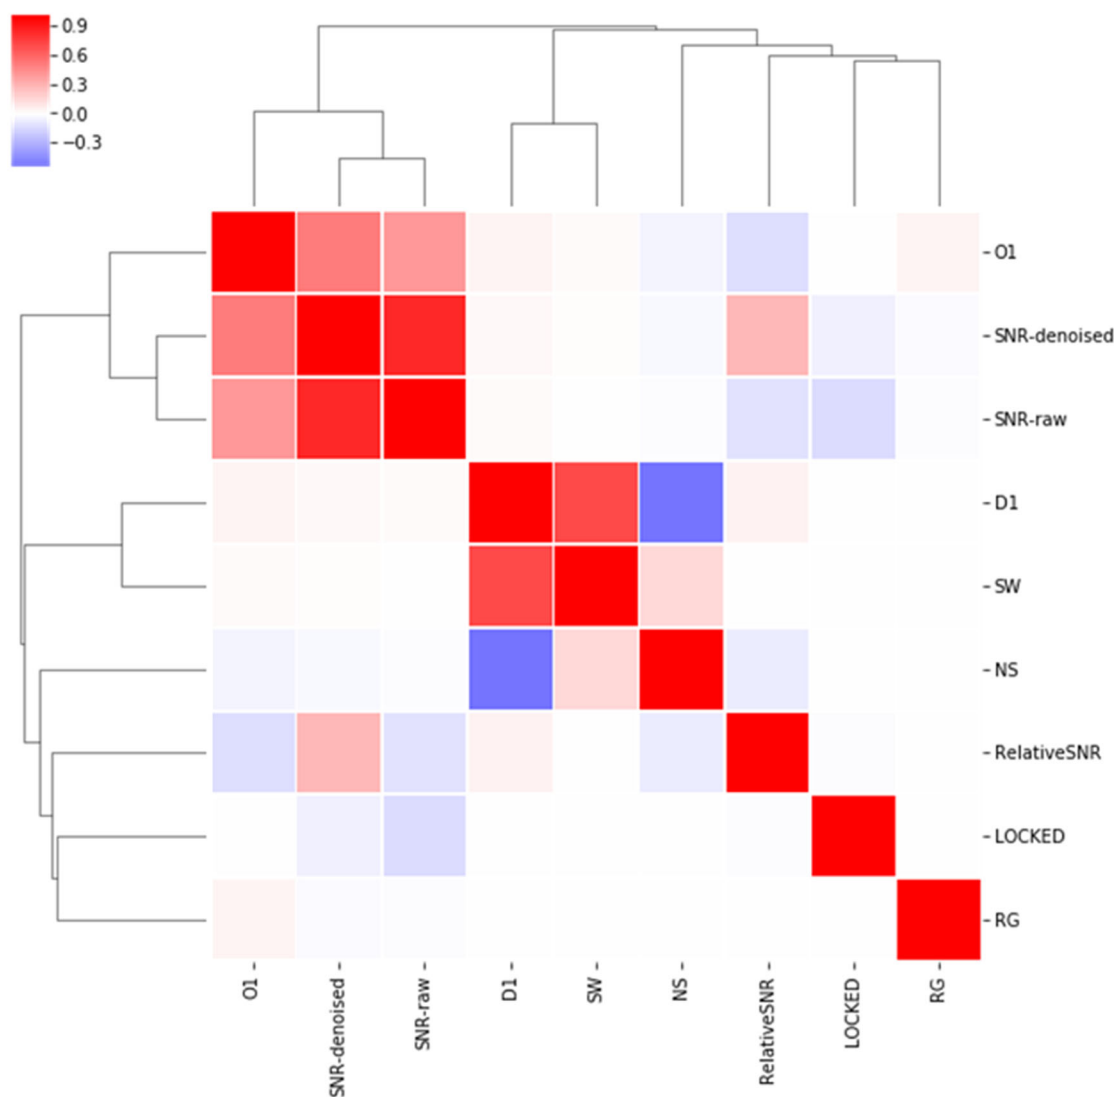 0.9
0.6
0.3
0.0
−0.3
O1
SNR-denoised
SNR-raw
D1
SW
NS
RelativeSNR
LOCKED
RG
O1
SNR-denoised
SNR-raw
D1
SW
NS
RelativeSNR
LOCKED
RG